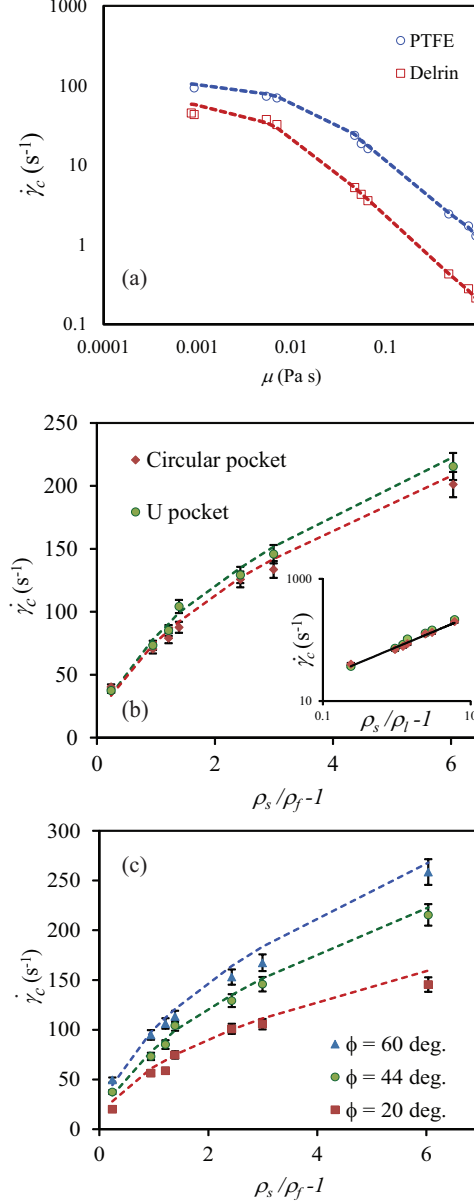 1000
100
10
1
0.1
γ̇c (s-1)
PTFE
Delrin
(a)
0.0001
0.001
0.01
0.1
μ (Pa s)
250
200
150
100
50
0
γ̇c (s-1)
Circular pocket
U pocket
1000
10
γ̇c (s-1)
0.1
10
ρs/ρl-1
(b)
0
2
4
6
ρs/ρf-1
300
250
200
150
100
50
0
γ̇c (s-1)
(c)
ϕ = 60 deg.
ϕ = 44 deg.
ϕ = 20 deg.
0
2
4
6
ρs/ρf-1